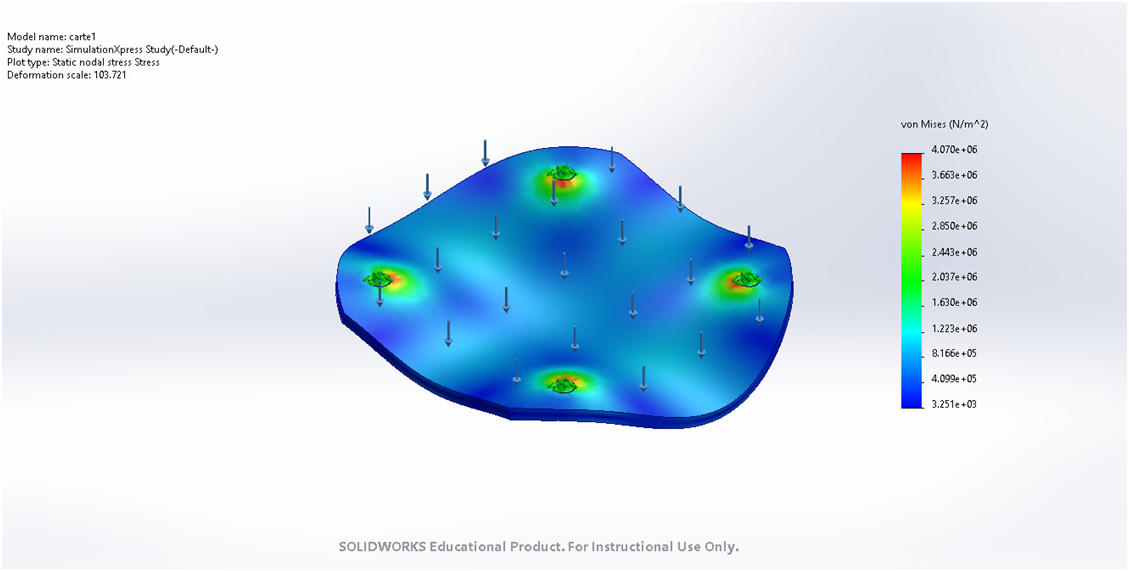 Model name: carte1
Study name: SimulationXpress Study(-Default-)
Plot type: Static nodal stress Stress
Deformation scale: 103.721
von Mises (N/m^2)
4.070e+06
3.663e+06
3.257e+06
2.850e+06
2.443e+06
2.037e+06
1.630e+06
1.223e+06
8.166e+05
4.099e+05
3.251e+03
SOLIDWORKS Educational Product. For Instructional Use Only.